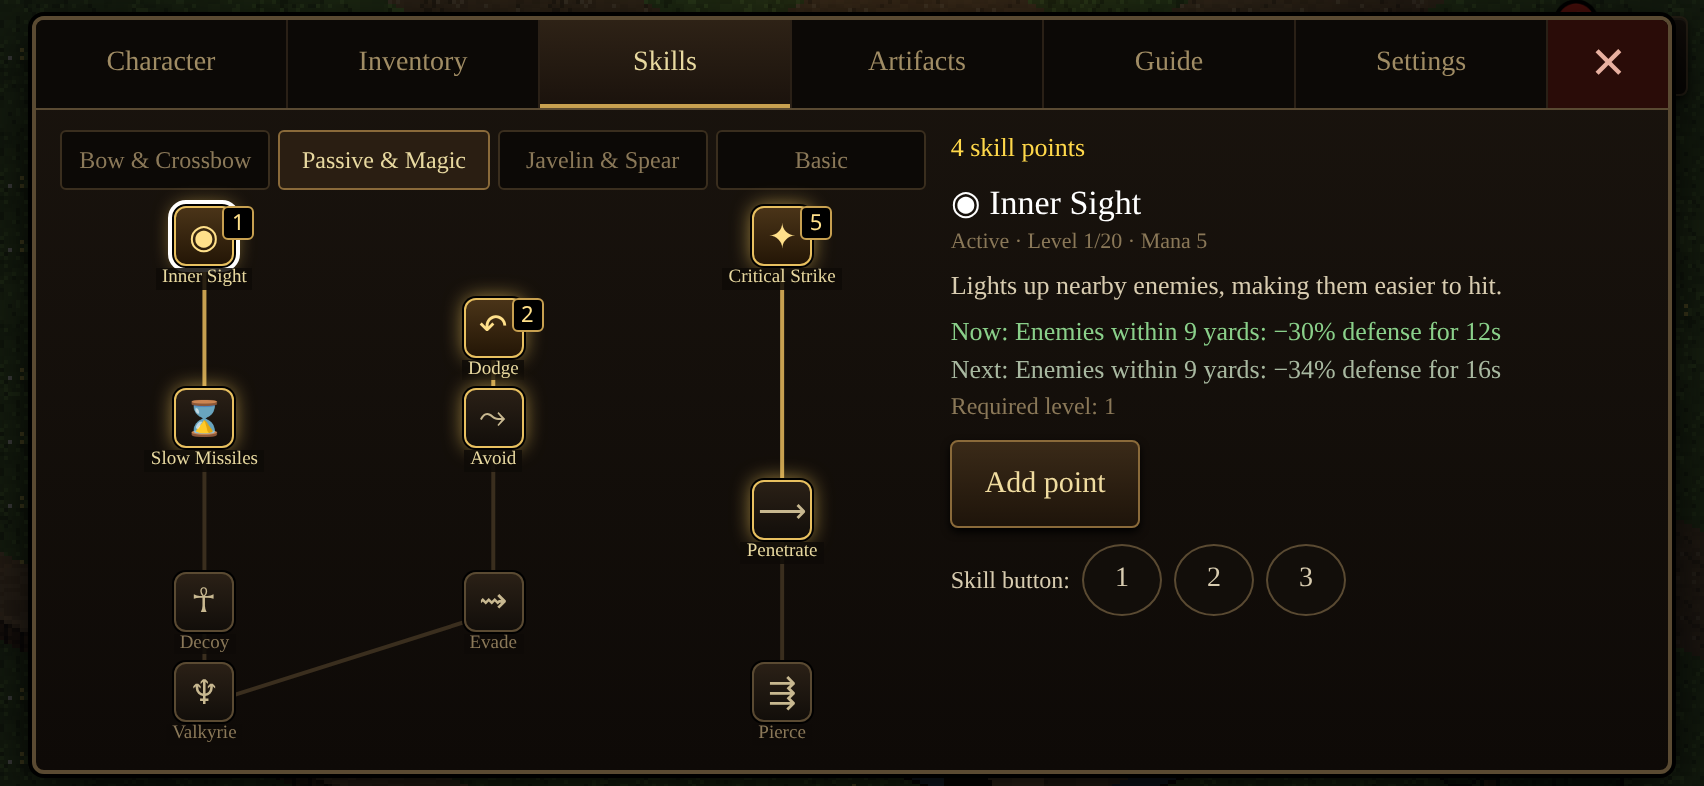 Character
Inventory
Skills
Artifacts
Guide
Settings
✕
Bow & Crossbow
Passive & Magic
Javelin & Spear
Basic
1
Inner Sight
5
Critical Strike
2
Dodge
Slow Missiles
Avoid
Penetrate
Decoy
Evade
Valkyrie
Pierce
4 skill points
◉ Inner Sight
Active · Level 1/20 · Mana 5
Lights up nearby enemies, making them easier to hit.
Now: Enemies within 9 yards: −30% defense for 12s
Next: Enemies within 9 yards: −34% defense for 16s
Required level: 1
Add point
Skill button: 1 2 3